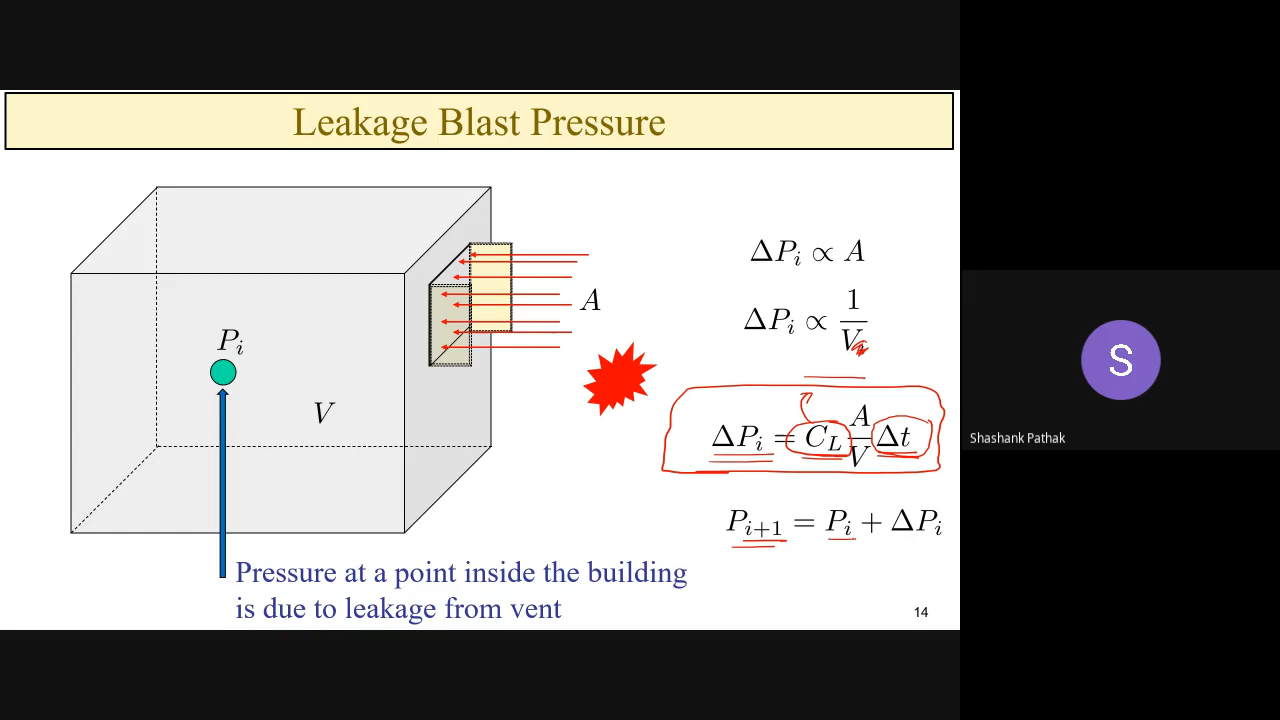 Leakage Blast Pressure
ΔP_i ∝ A
ΔP_i ∝ 1/V
P_i
A
V
ΔP_i = C_L A/V Δt
P_{i+1} = P_i + ΔP_i
Pressure at a point inside the building
is due to leakage from vent
14
S
Shashank Pathak